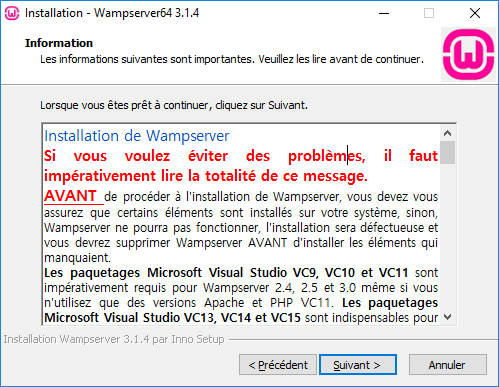 Installation - Wampserver64 3.1.4
Information
Les informations suivantes sont importantes. Veuillez les lire avant de continuer.
Lorsque vous êtes prêt à continuer, cliquez sur Suivant.
Installation de Wampserver
Si vous voulez éviter des problèmes, il faut
impérativement lire la totalité de ce message.
AVANT de procéder à l'installation de Wampserver, vous devez vous
assurez que certains éléments sont installés sur votre système, sinon,
Wampserver ne pourra pas fonctionner, l'installation sera défectueuse et
vous devrez supprimer Wampserver AVANT d'installer les éléments qui
manquaient.
Les paquetages Microsoft Visual Studio VC9, VC10 et VC11 sont
impérativement requis pour Wampserver 2.4, 2.5 et 3.0 même si vous
n'utilisez que des versions Apache et PHP VC11. Les paquetages
Microsoft Visual Studio VC13, VC14 et VC15 sont indispensables pour
Installation Wampserver 3.1.4 par Inno Setup
< Précédent
Suivant >
Annuler